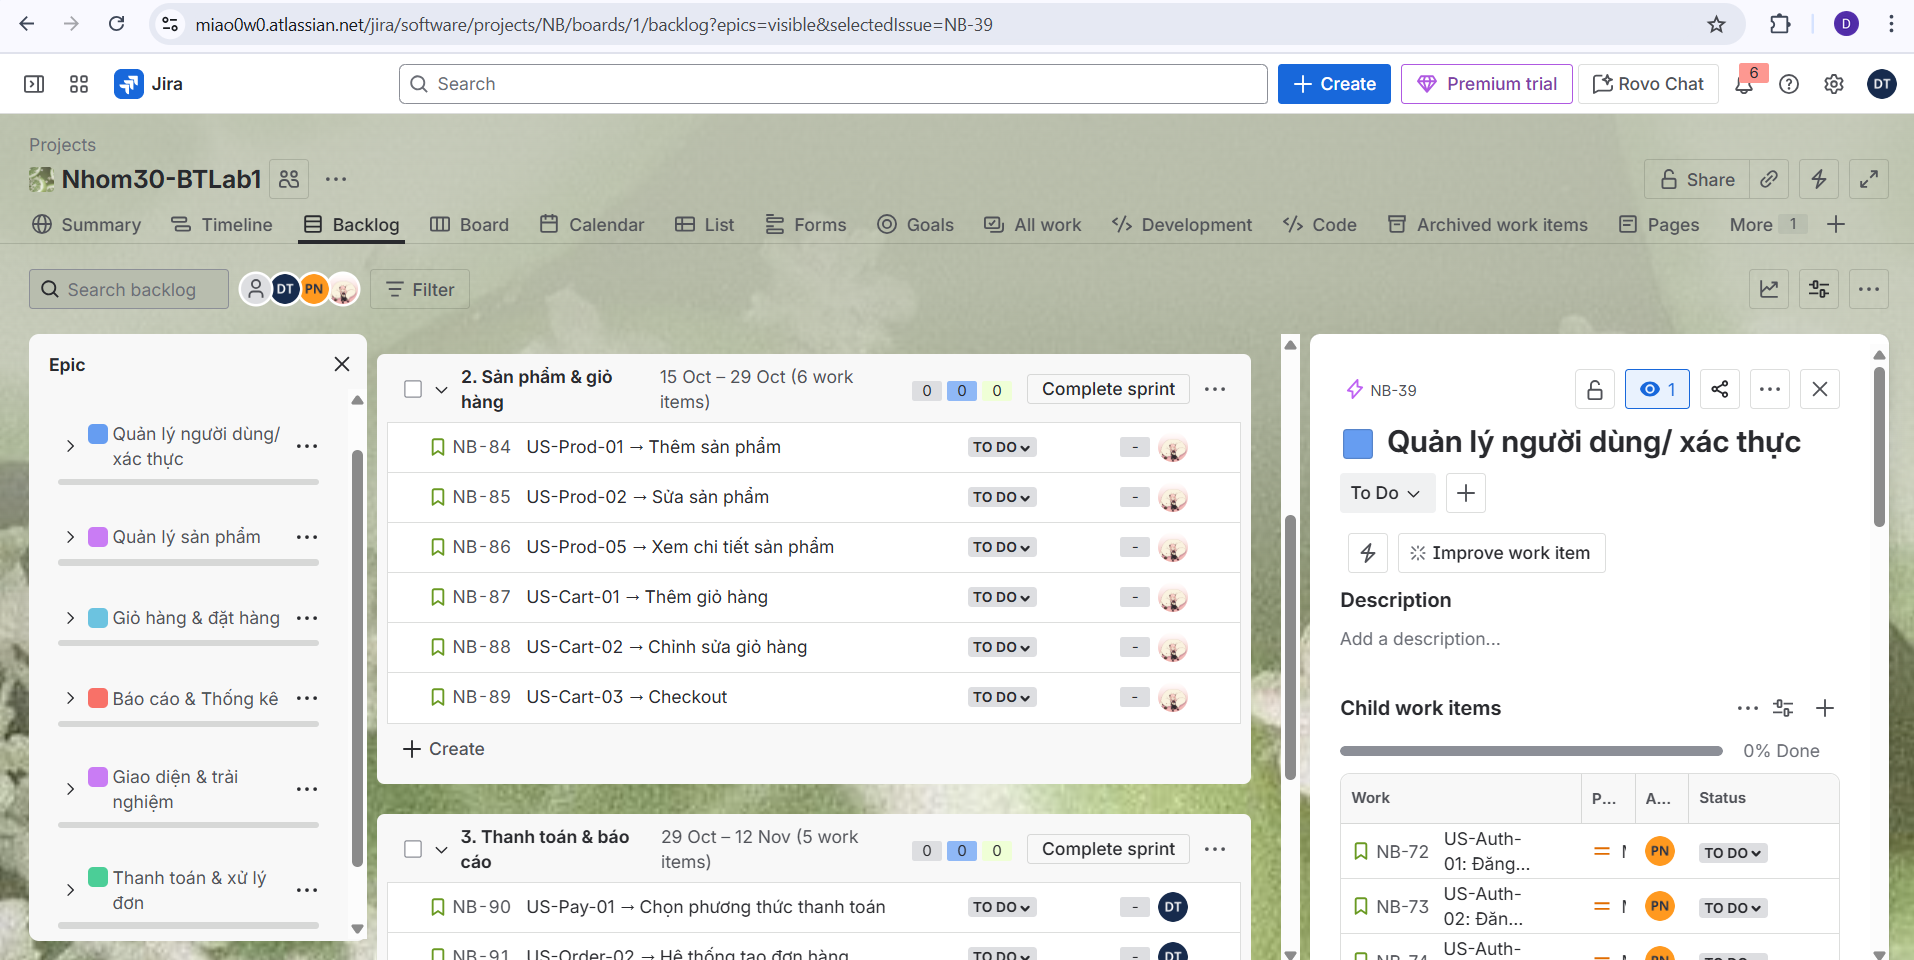 miao0w0.atlassian.net/jira/software/projects/NB/boards/1/backlog?epics=visible&selectedIssue=NB-39
D
Jira
Search
Create
Premium trial
Rovo Chat
6
DT
Projects
Nhom30-BTLab1
Share
Summary
Timeline
Backlog
Board
Calendar
List
Forms
Goals
All work
Development
Code
Archived work items
Pages
More 1
Search backlog
DT
PN
Filter
Epic
Quản lý người dùng/
xác thực
Quản lý sản phẩm
Giỏ hàng & đặt hàng
Báo cáo & Thống kê
Giao diện & trải
nghiệm
Thanh toán & xử lý
đơn
2. Sản phẩm & giỏ
hàng
15 Oct – 29 Oct (6 work
items)
0 0 0
Complete sprint
NB-84 US-Prod-01 → Thêm sản phẩm TO DO -
NB-85 US-Prod-02 → Sửa sản phẩm TO DO -
NB-86 US-Prod-05 → Xem chi tiết sản phẩm TO DO -
NB-87 US-Cart-01 → Thêm giỏ hàng TO DO -
NB-88 US-Cart-02 → Chỉnh sửa giỏ hàng TO DO -
NB-89 US-Cart-03 → Checkout TO DO -
Create
3. Thanh toán & báo
cáo
29 Oct – 12 Nov (5 work
items)
0 0 0
Complete sprint
NB-90 US-Pay-01 → Chọn phương thức thanh toán TO DO - DT
NB-91 US-Order-02 → Hệ thống tạo đơn hàng TO DO - DT
NB-39
1
Quản lý người dùng/ xác thực
To Do
Improve work item
Description
Add a description...
Child work items
0% Done
Work P... A... Status
NB-72 US-Auth-
01: Đăng... PN TO DO
NB-73 US-Auth-
02: Đăn... PN TO DO
NB-74 US-Auth-
PN TO DO